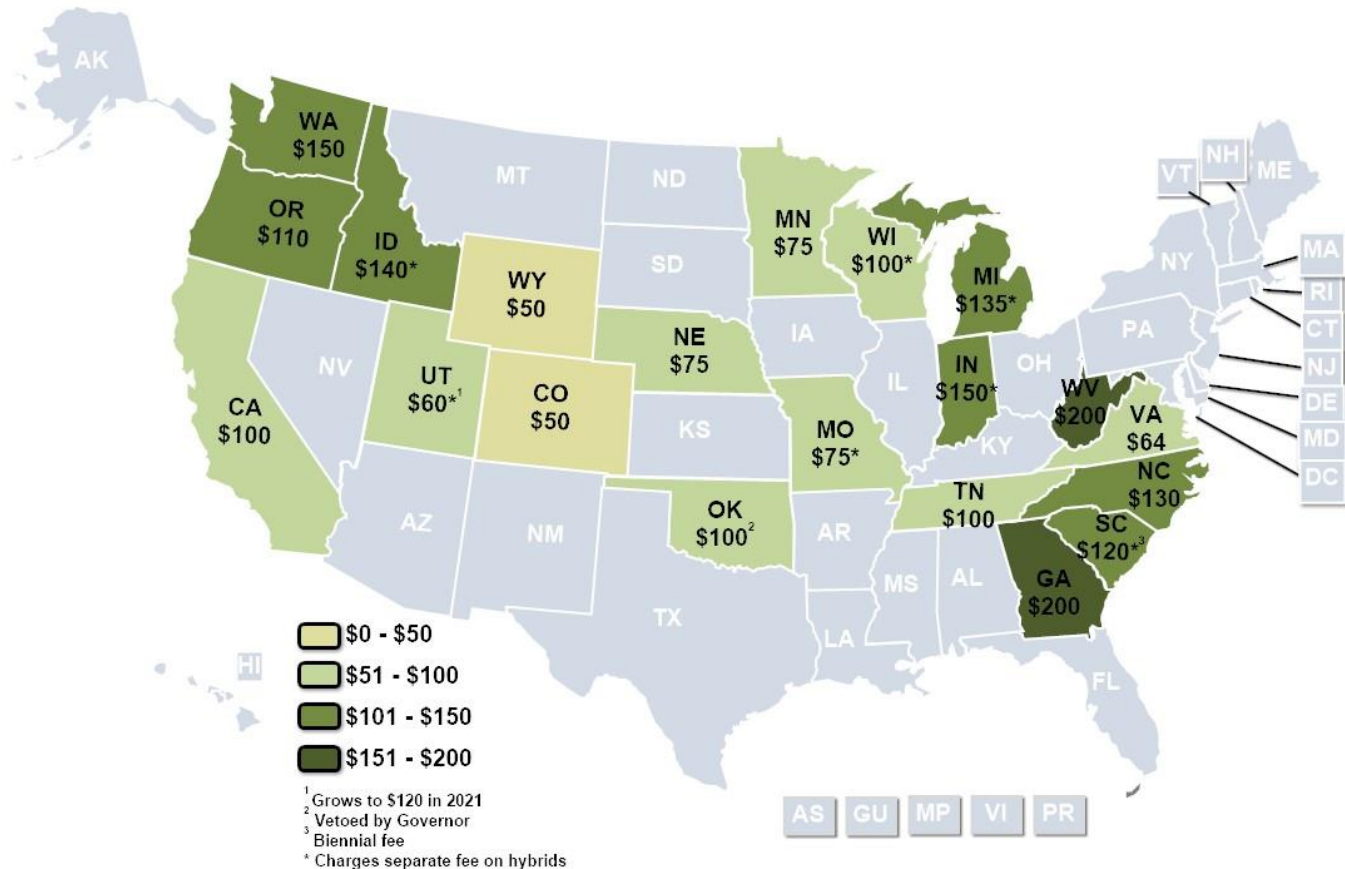 AK
WA
$150
MT
ND
MN
$75
VT
NH
ME
OR
$110
ID
$140*
SD
WI
$100*
MI
$135*
NY
MA
RI
CT
WY
$50
NE
$75
IA
PA
NJ
NV
UT
$60*1
CO
$50
IL
IN
$150*
OH
WV
$200
DE
CA
$100
KS
MO
$75*
KY
VA
$64
MD
DC
AZ
NM
OK
$100²
AR
TN
$100
NC
$130
SC
$120*³
TX
LA
MS
AL
GA
$200
FL
HI
$0 - $50
$51 - $100
$101 - $150
$151 - $200
1 Grows to $120 in 2021
2 Vetoed by Governor
3 Biennial fee
* Charges separate fee on hybrids
AS
GU
MP
VI
PR